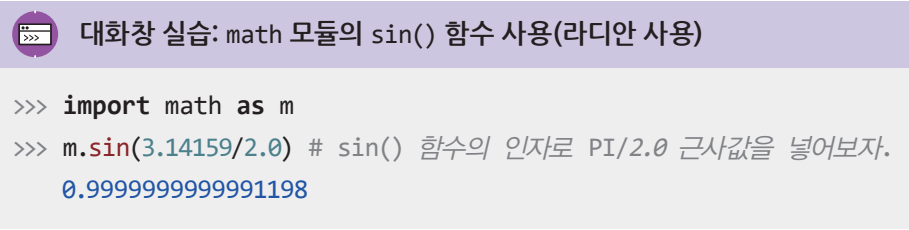 >>>
대화창 실습: math 모듈의 sin() 함수 사용(라디안 사용)
>>> import math as m
>>> m.sin(3.14159/2.0) # sin() 함수의 인자로 PI/2.0 근사값을 넣어보자.
0.9999999999991198